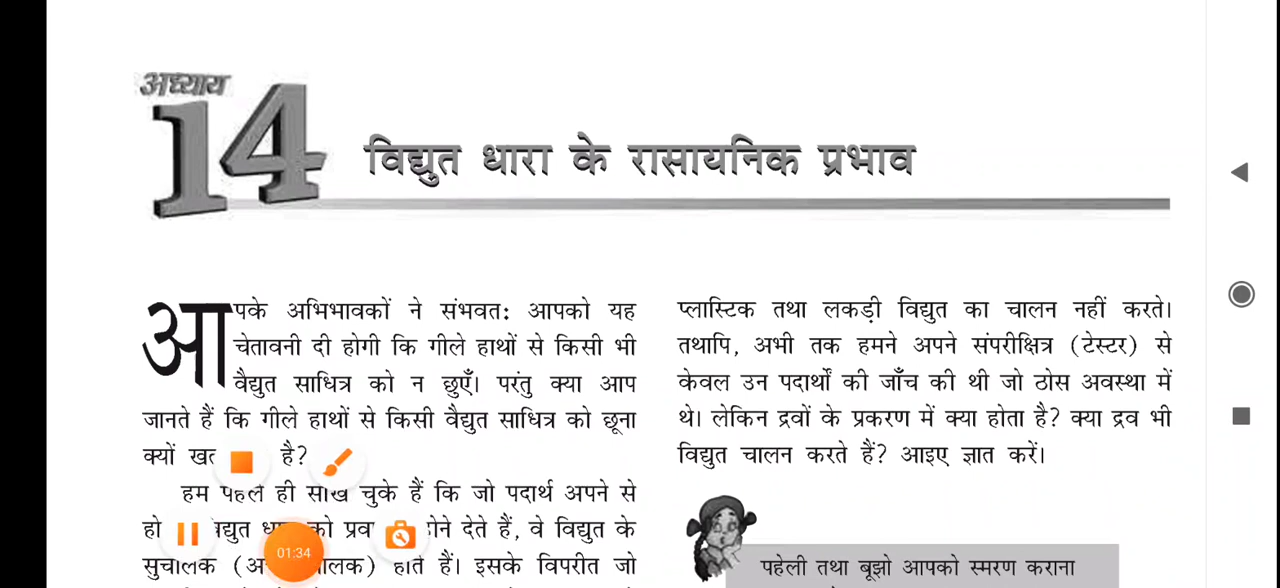 अध्याय
14
विद्युत धारा के रासायनिक प्रभाव
आपके अभिभावकों ने संभवत: आपको यह
चेतावनी दी होगी कि गीले हाथों से किसी भी
वैद्युत साधित्र को न छुएँ। परंतु क्या आप
जानते हैं कि गीले हाथों से किसी वैद्युत साधित्र को छूना
क्यों है?
हम पहले ही सीख चुके हैं कि जो पदार्थ अपने से
हो को होने देते हैं, वे विद्युत के
सुचालक होते हैं। इसके विपरीत जो
01:34
प्लास्टिक तथा लकड़ी विद्युत का चालन नहीं करते।
तथापि, अभी तक हमने अपने संपरीक्षित्र (टेस्टर) से
केवल उन पदार्थों की जाँच की थी जो ठोस अवस्था में
थे। लेकिन द्रवों के प्रकरण में क्या होता है? क्या द्रव भी
विद्युत चालन करते हैं? आइए ज्ञात करें।
पहेली तथा बूझो आपको स्मरण कराना